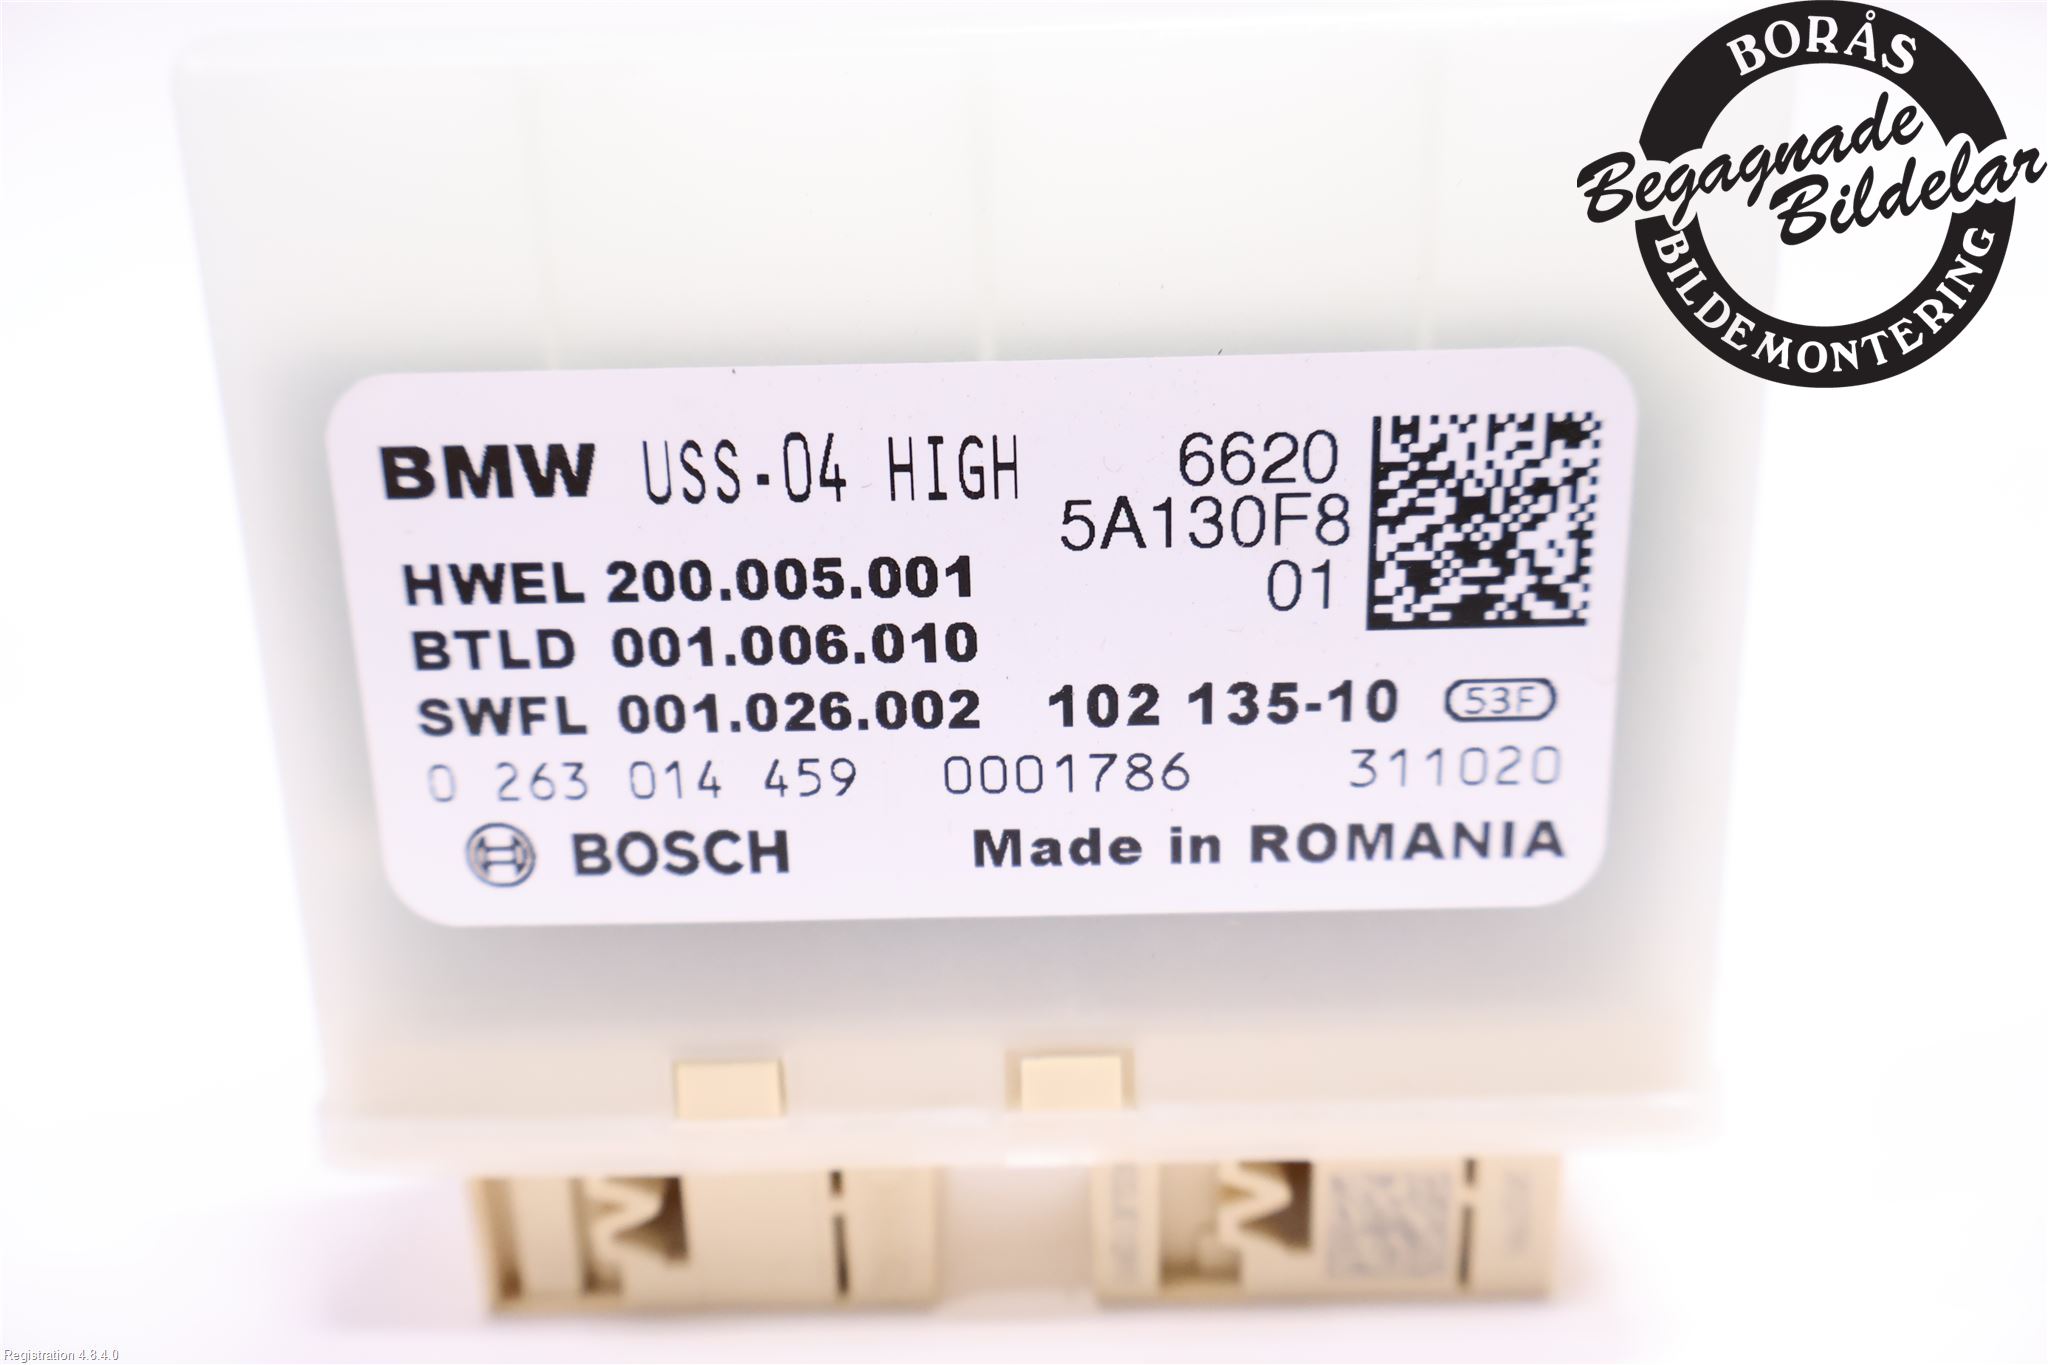 BORÅS
Begagnade
Bildelar
BILDEMONTERING
BMW USS-04 HIGH 6620
5A130F8
01
HWEL 200.005.001
BTLD 001.006.010
SWFL 001.026.002 102 135-10 53F
0 263 014 459 0001786 311020
BOSCH Made in ROMANIA
Registration 4.8.4.0